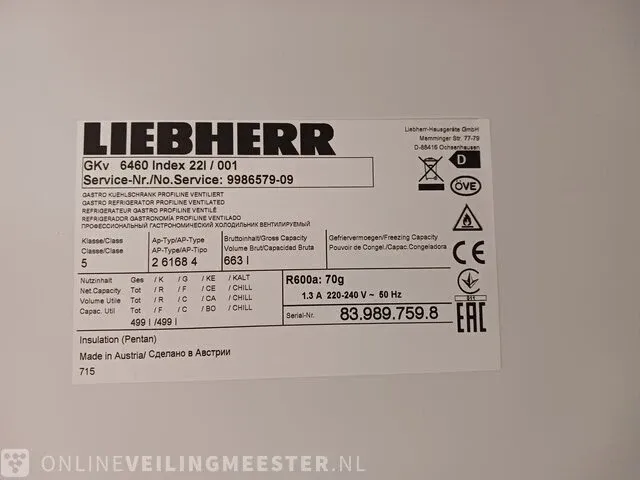 LIEBHERR
Liebherr-Hausgeräte GmbH
Memminger Str. 77-79
D-88416 Ochsenhausen
GKv 6460 Index 22I / 001
Service-Nr./No.Service: 9986579-09
D
ÖVE
GASTRO KUEHLSCHRANK PROFILINE VENTILIERT
GASTRO REFRIGERATOR PROFILINE VENTILATED
REFRIGERATEUR GASTRO PROFILINE VENTILÉ
REFRIGERADOR GASTRONOMÍA PROFILINE VENTILADO
ПРОФЕССИОНАЛЬНЫЙ ГАСТРОНОМИЧЕСКИЙ ХОЛОДИЛЬНИК ВЕНТИЛИРУЕМЫЙ
Klasse/Class
Classe/Clase
5
Ap-Typ/AP-Type
AP-Type/AP-Tipo
2 6168 4
Bruttoinhalt/Gross Capacity
Volume Brut/Capacidad Bruta
663 l
Gefriervermoegen/Freezing Capacity
Pouvoir de Congel./Capac.Congeladora
CE
Nutzinhalt Ges / K / G / KE / KALT
Net.Capacity Tot / R / F / CE / CHILL
Volume Utile Tot / R / C / CA / CHILL
Capac. Util Tot / F / C / BO / CHILL
499 l /499 l
R600a: 70g
1.3 A 220-240 V ~ 50 Hz
Serial-Nr. 83.989.759.8
011
EAC
Insulation (Pentan)
Made in Austria/ Сделано в Австрии
715
ONLINEVEILINGMEESTER.NL